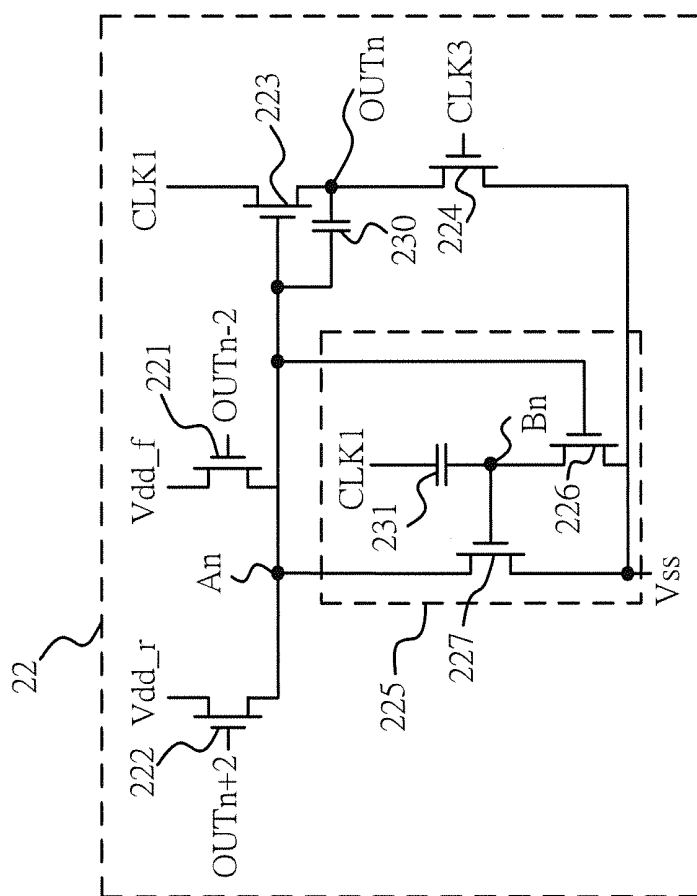 22
Vdd_r
222
OUTn+2
An
Vdd_f
221
OUTn-2
CLK1
223
OUTn
230
CLK3
224
225
CLK1
231
Bn
227
226
Vss